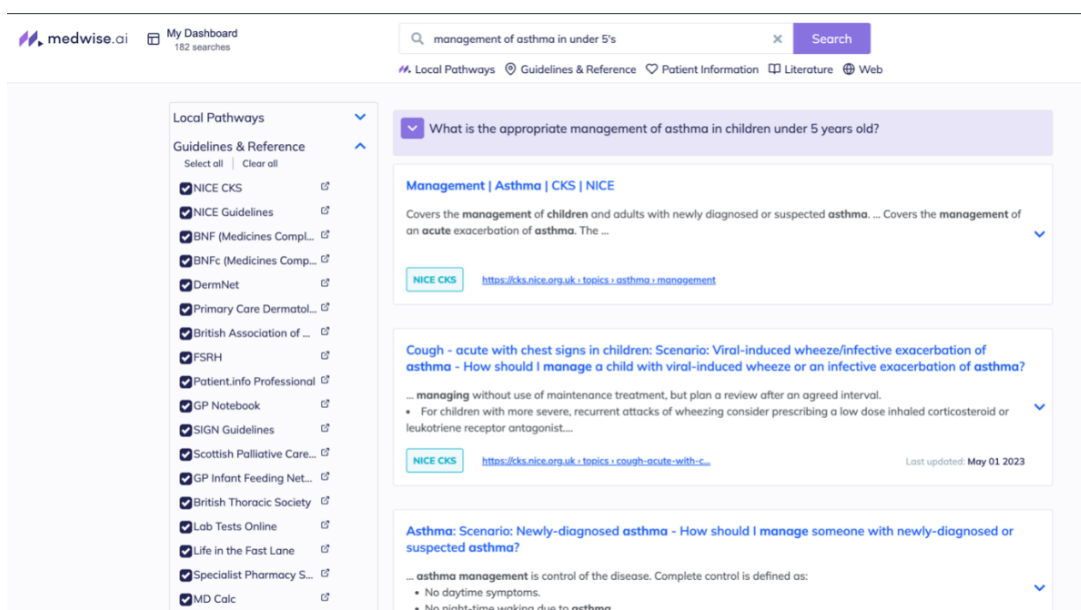 medwise.ai
My Dashboard
182 searches
management of asthma in under 5's
Search
Local Pathways
Guidelines & Reference
Patient Information
Literature
Web
Local Pathways
Guidelines & Reference
Select all | Clear all
NICE CKS
NICE Guidelines
BNF (Medicines Compl...
BNFc (Medicines Comp...
DermNet
Primary Care Dermatol...
British Association of ...
FSRH
Patient.info Professional
GP Notebook
SIGN Guidelines
Scottish Palliative Care...
GP Infant Feeding Net...
British Thoracic Society
Lab Tests Online
Life in the Fast Lane
Specialist Pharmacy S...
MD Calc
What is the appropriate management of asthma in children under 5 years old?
Management | Asthma | CKS | NICE
Covers the management of children and adults with newly diagnosed or suspected asthma. ... Covers the management of
an acute exacerbation of asthma. The ...
NICE CKS
https://cks.nice.org.uk › topics › asthma › management
Cough - acute with chest signs in children: Scenario: Viral-induced wheeze/infective exacerbation of
asthma - How should I manage a child with viral-induced wheeze or an infective exacerbation of asthma?
... managing without use of maintenance treatment, but plan a review after an agreed interval.
• For children with more severe, recurrent attacks of wheezing consider prescribing a low dose inhaled corticosteroid or
leukotriene receptor antagonist....
NICE CKS
https://cks.nice.org.uk › topics › cough-acute-with-c...
Last updated: May 01 2023
Asthma: Scenario: Newly-diagnosed asthma - How should I manage someone with newly-diagnosed or
suspected asthma?
... asthma management is control of the disease. Complete control is defined as:
• No daytime symptoms.
• No night-time waking due to asthma.